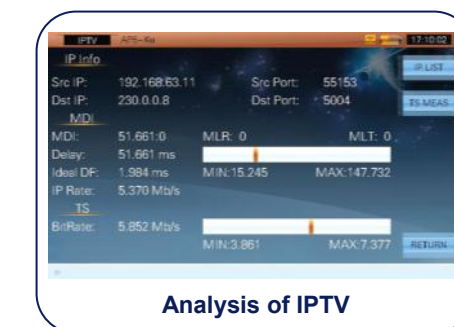 IPTV AP6-Ku 17:10:02
IP Info IP LIST
Src IP: 192.168.63.11 Src Port: 55153
Dst IP: 230.0.0.8 Dst Port: 5004 TS MEAS
MDI
MDI: 51.661:0 MLR: 0 MLT: 0
Delay: 51.661 ms
Ideal DF: 1.984 ms MIN:15.245 MAX:147.732
IP Rate: 5.370 Mb/s
TS
BitRate: 5.852 Mb/s
MIN:3.861 MAX:7.377 RETURN
Analysis of IPTV